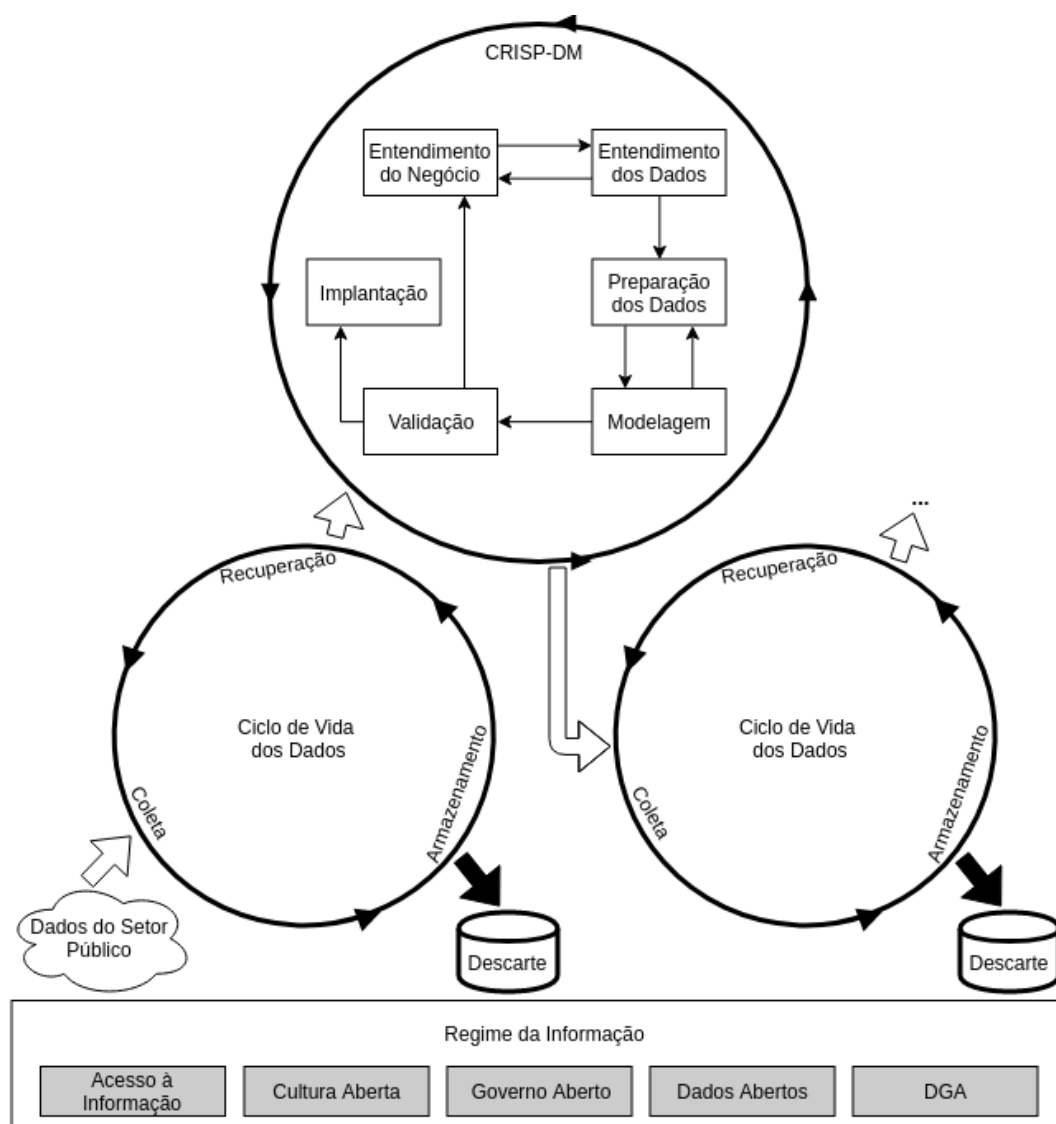 CRISP-DM
Entendimento
do Negócio
Entendimento
dos Dados
Implantação
Preparação
dos Dados
Validação
Modelagem
...
Recuperação
Recuperação
Ciclo de Vida
dos Dados
Ciclo de Vida
dos Dados
Coleta
Armazenamento
Coleta
Armazenamento
Dados do Setor
Público
Descarte
Descarte
Regime da Informação
Acesso à
Informação
Cultura Aberta
Governo Aberto
Dados Abertos
DGA